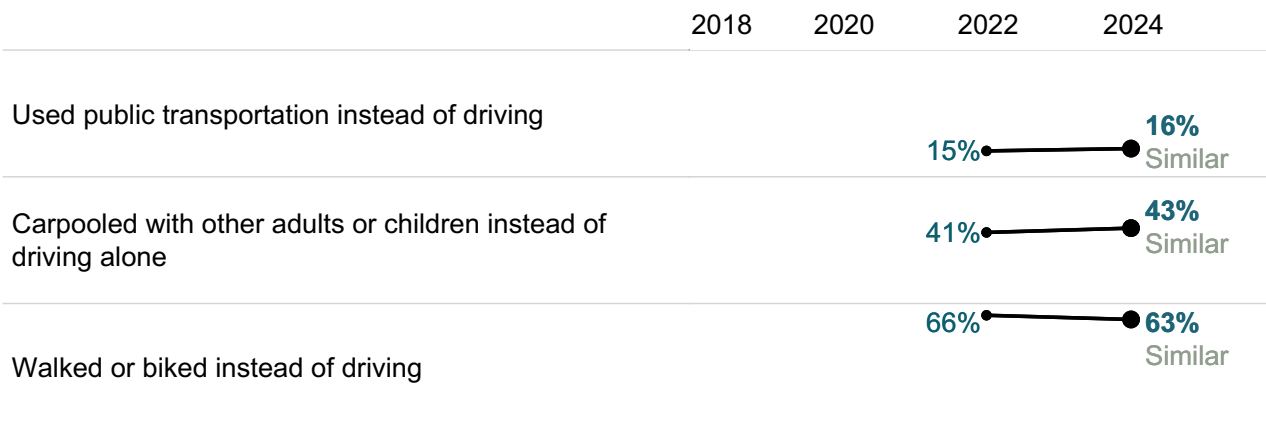 2018 2020 2022 2024
Used public transportation instead of driving
16%
15%
Similar
Carpooled with other adults or children instead of
driving alone
43%
41%
Similar
66%
63%
Similar
Walked or biked instead of driving